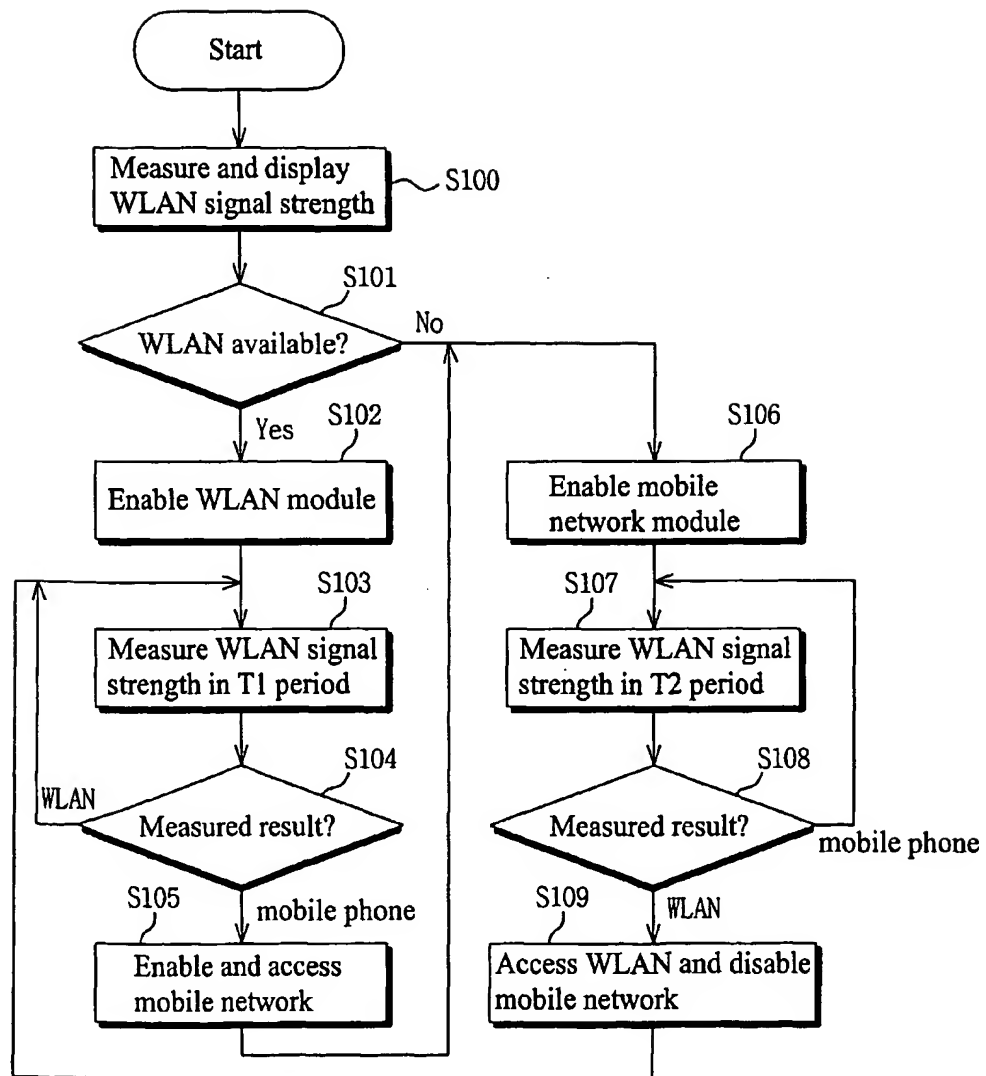 Start
Measure and display
WLAN signal strength
S100
S101
WLAN available?
No
Yes
S102
Enable WLAN module
S106
Enable mobile
network module
S103
Measure WLAN signal
strength in T1 period
S107
Measure WLAN signal
strength in T2 period
S104
WLAN
Measured result?
mobile phone
S108
Measured result?
mobile phone
WLAN
S105
Enable and access
mobile network
S109
Access WLAN and disable
mobile network